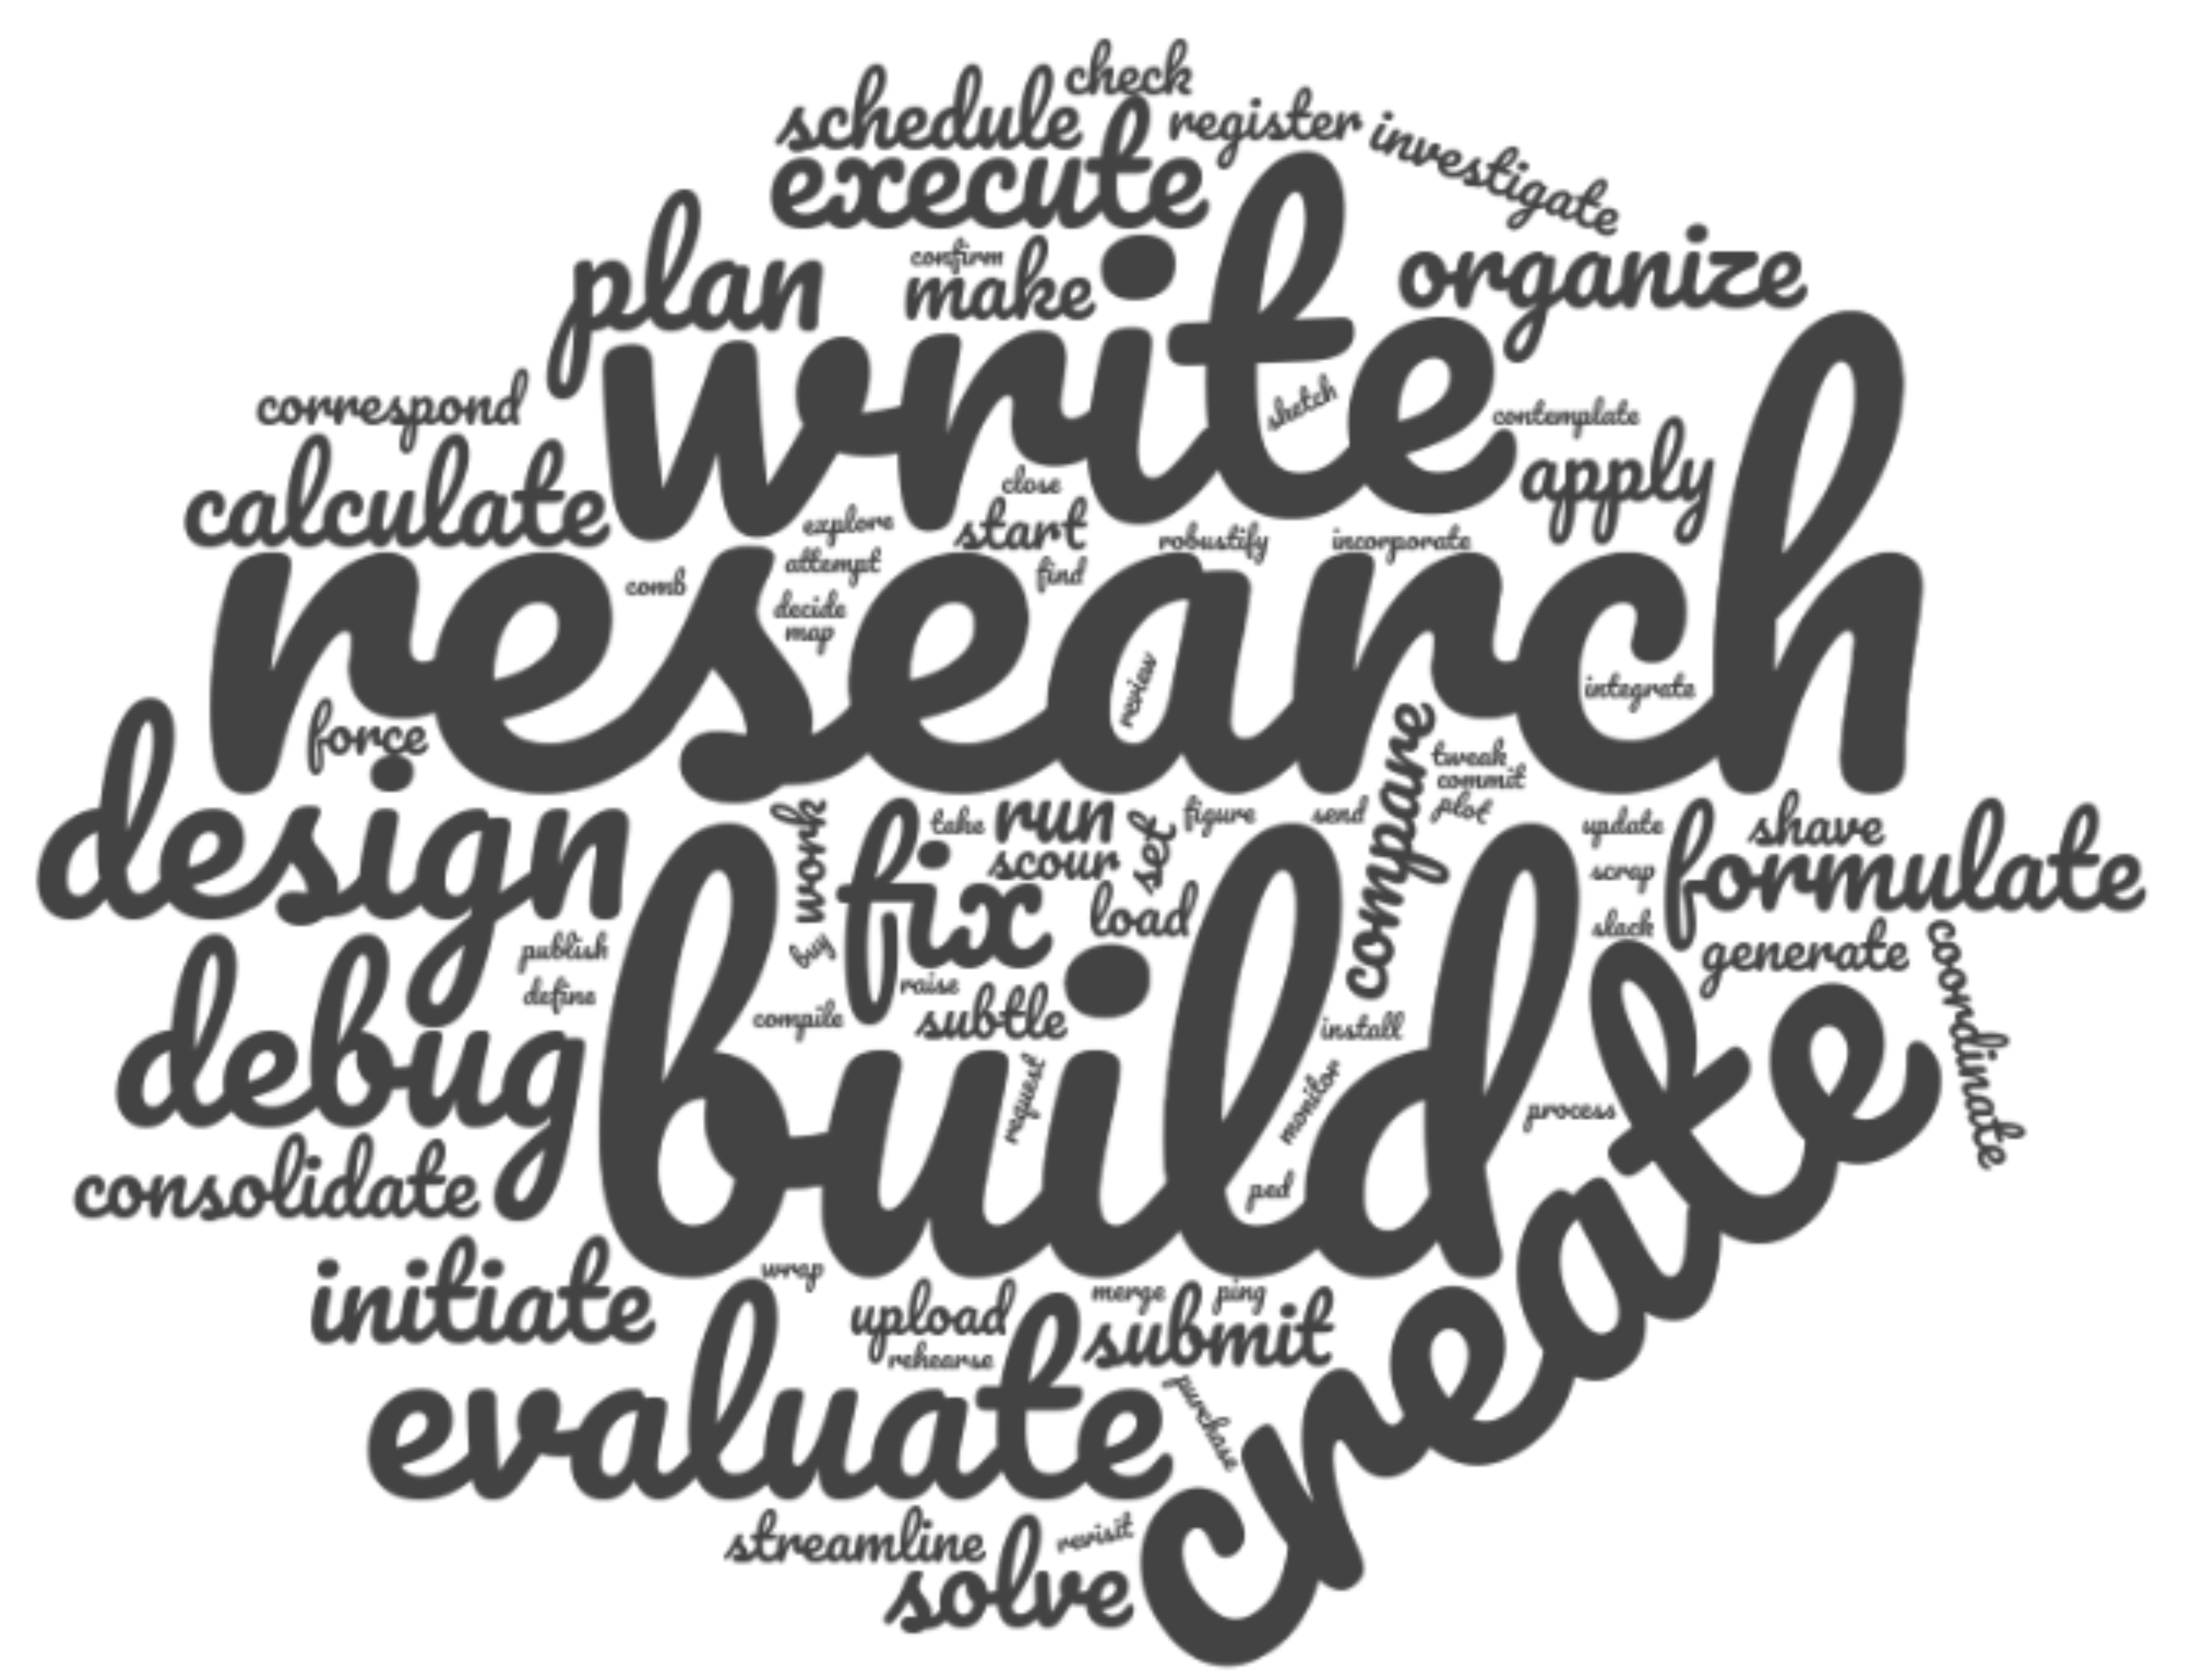 check
schedule
register
investigate
execute
plan
confirm
make
organize
write
correspond
sketch
contemplate
calculate
close
apply
explore
start
robustify
incorporate
attempt
find
comb
decide
map
research
review
integrate
force
compare
tweak
commit
plot
design
work
take
run
set
figure
send
update
shave
scour
fix
scrap
formulate
load
slack
buy
publish
generate
coordinate
define
raise
compile
subtle
install
debug
build
request
monitor
process
create
consolidate
ped
initiate
wrap
upload
merge
ping
submit
rehearse
evaluate
purchase
streamline
revisit
solve